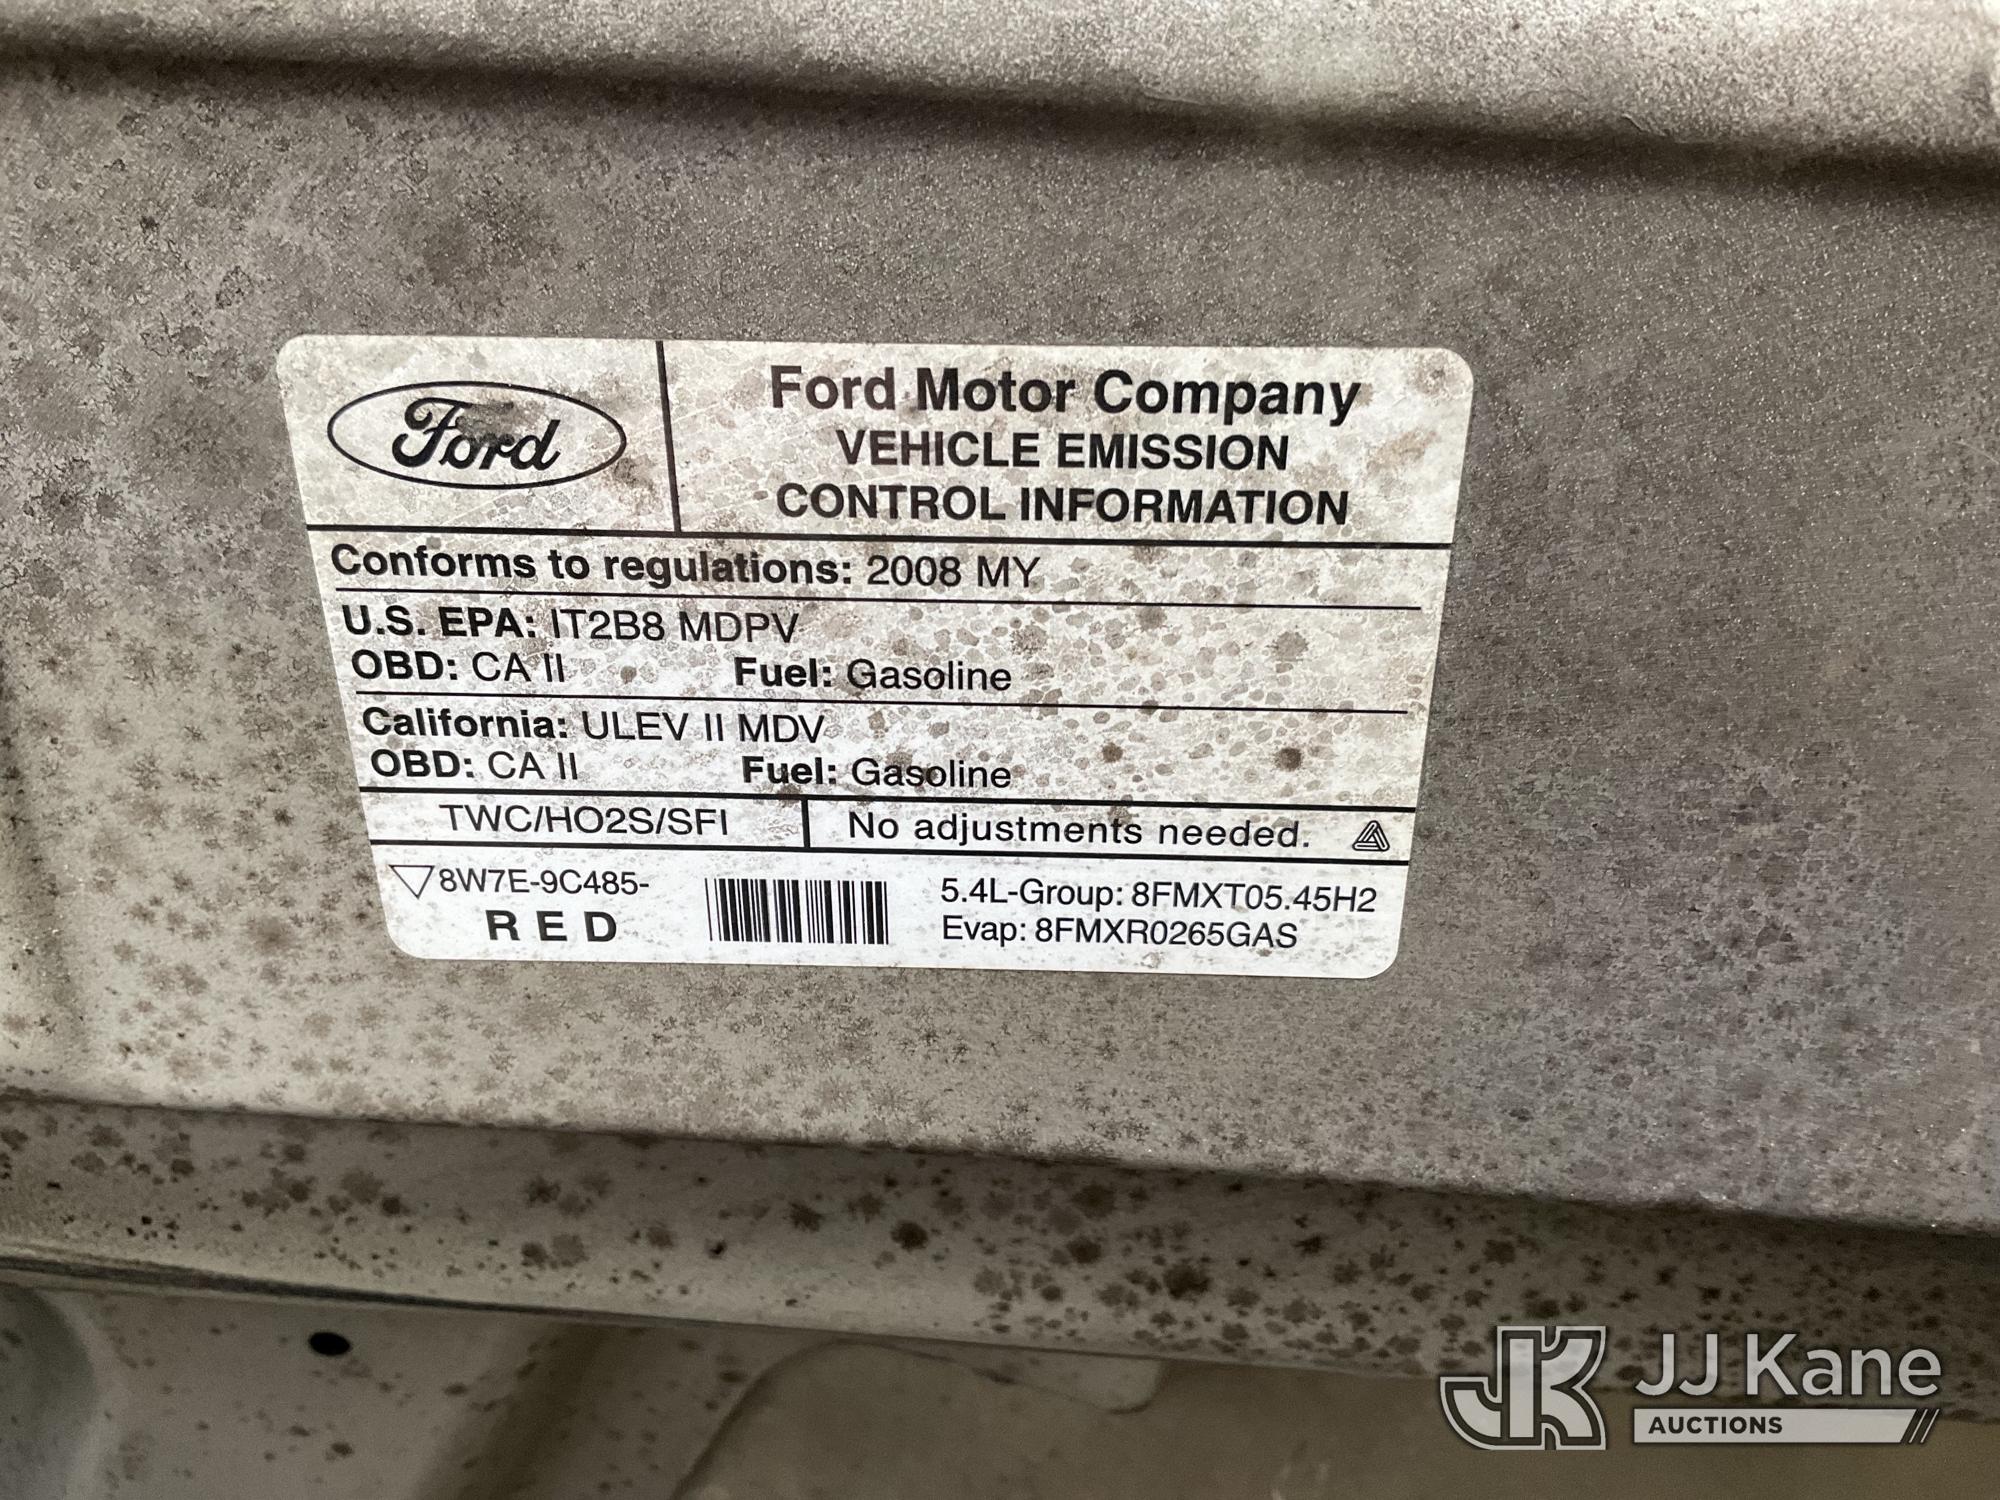 Ford
Ford Motor Company
VEHICLE EMISSION
CONTROL INFORMATION
Conforms to regulations: 2008 MY
U.S. EPA: IT2B8 MDPV
OBD: CA II Fuel: Gasoline
California: ULEV II MDV
OBD: CA II Fuel: Gasoline
TWC/HO2S/SFI
No adjustments needed.
8W7E-9C485-
RED
5.4L-Group: 8FMXT05.45H2
Evap: 8FMXR0265GAS
JK JJ Kane
AUCTIONS